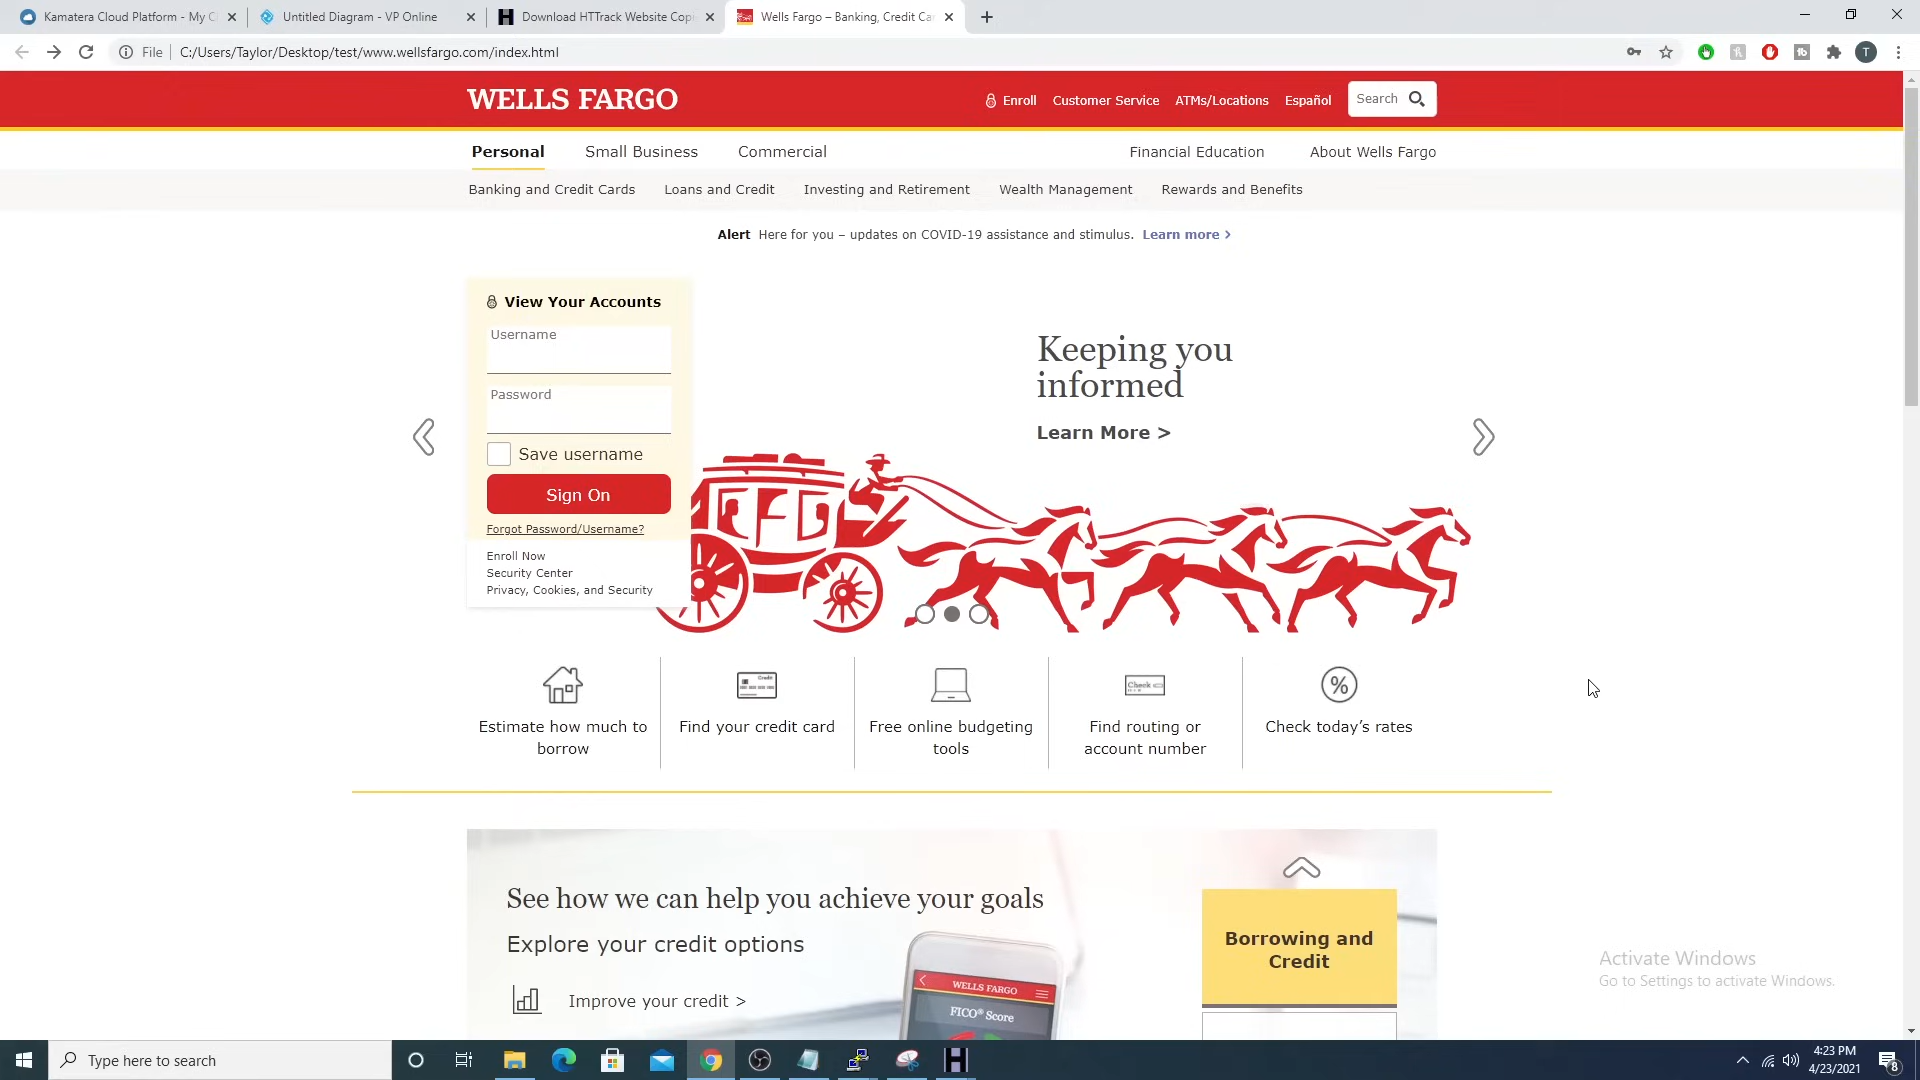 Kamatera Cloud Platform - My C
Untitled Diagram - VP Online
Download HTTrack Website Cop
Wells Fargo – Banking, Credit Ca
File
C:/Users/Taylor/Desktop/test/www.wellsfargo.com/index.html
T
WELLS FARGO
Enroll
Customer Service
ATMs/Locations
Español
Search
Personal
Small Business
Commercial
Financial Education
About Wells Fargo
Banking and Credit Cards
Loans and Credit
Investing and Retirement
Wealth Management
Rewards and Benefits
Alert Here for you – updates on COVID-19 assistance and stimulus. Learn more >
View Your Accounts
Username
Password
Save username
Sign On
Forgot Password/Username?
Enroll Now
Security Center
Privacy, Cookies, and Security
Keeping you
informed
Learn More >
Estimate how much to
borrow
Find your credit card
Free online budgeting
tools
Check
Find routing or
account number
%
Check today’s rates
See how we can help you achieve your goals
Explore your credit options
Improve your credit >
WELLS FARGO
FICO® Score
Borrowing and
Credit
Activate Windows
Go to Settings to activate Windows.
Type here to search
4:23 PM
4/23/2021
8